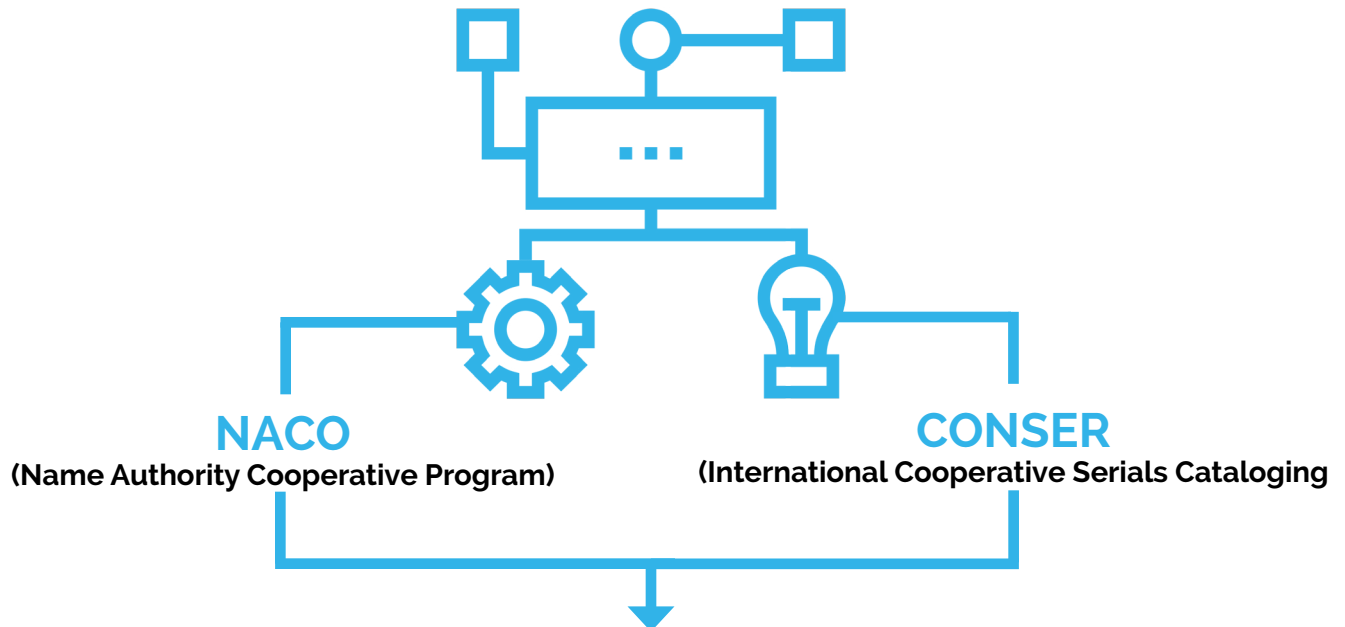 NACO
(Name Authority Cooperative Program)
CONSER
(International Cooperative Serials Cataloging